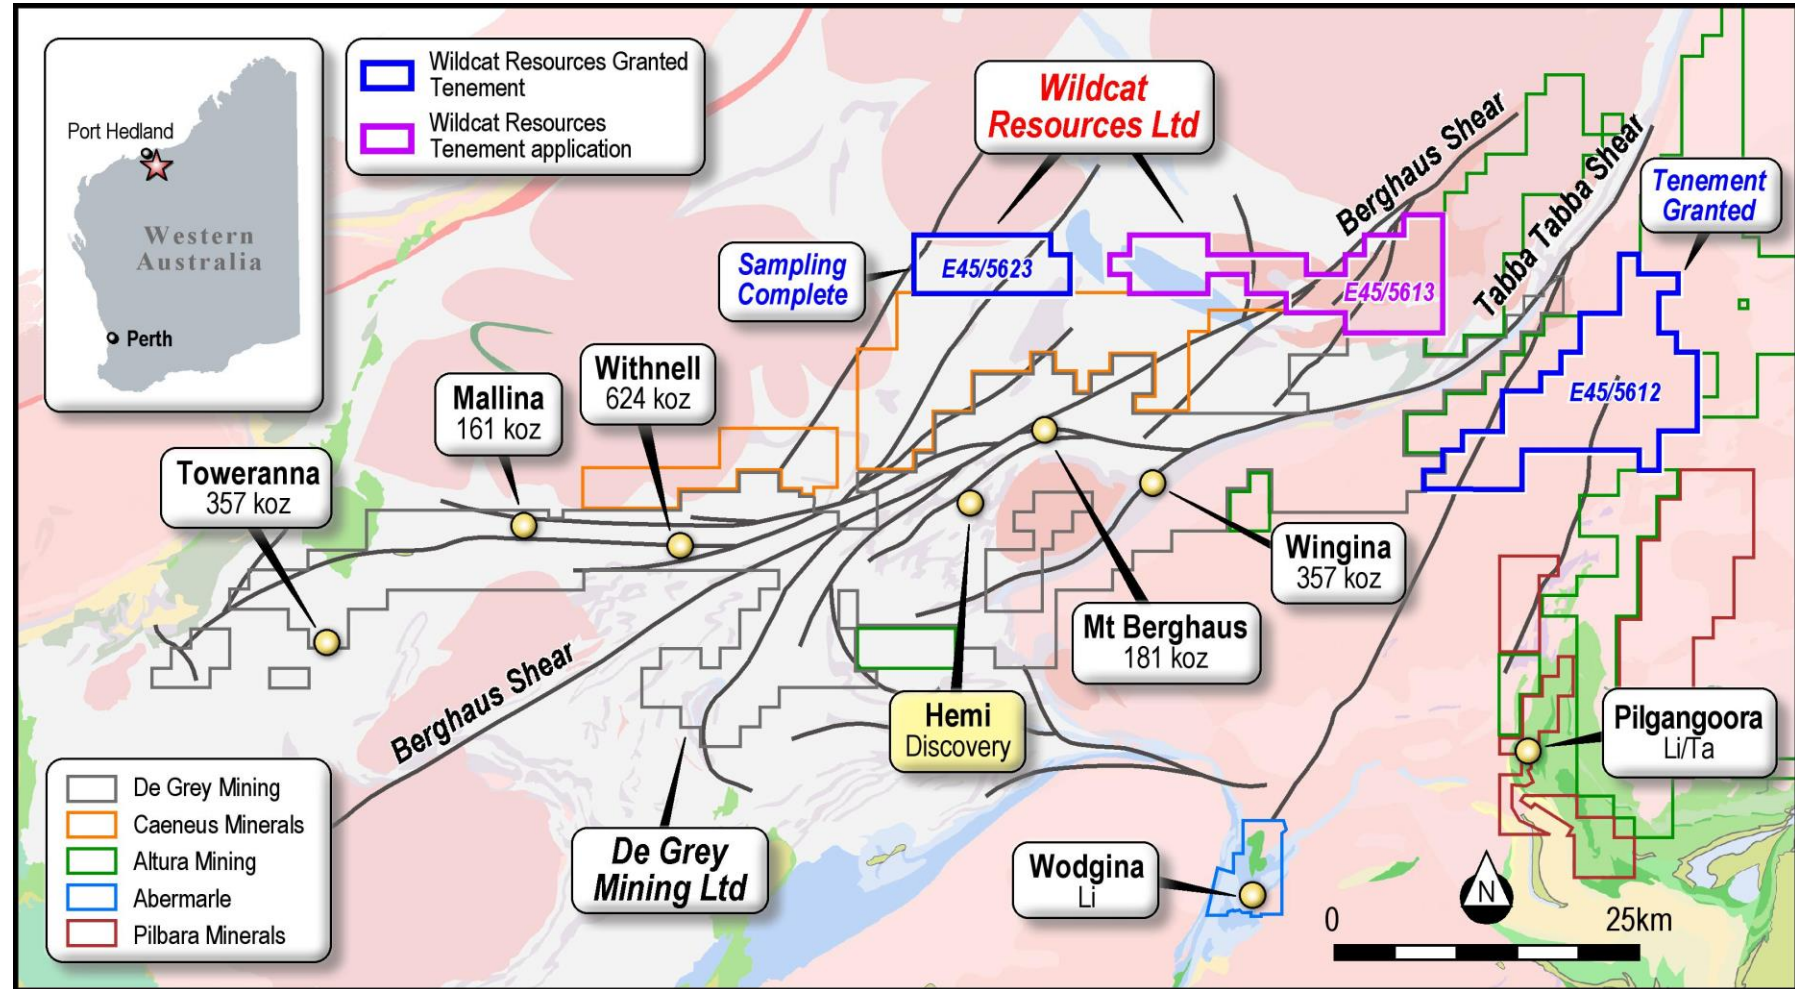 Port Hedland
Western
Australia
Perth
Wildcat Resources Granted
Tenement
Wildcat Resources
Tenement application
Wildcat
Resources Ltd
Berghaus Shear
Tabba Tabba Shear
Tenement
Granted
Sampling
Complete
E45/5623
E45/5613
E45/5612
Withnell
624 koz
Mallina
161 koz
Toweranna
357 koz
Wingina
357 koz
Mt Berghaus
181 koz
Berghaus Shear
Hemi
Discovery
Pilgangoora
Li/Ta
De Grey
Mining Ltd
Wodgina
Li
De Grey Mining
Caeneus Minerals
Altura Mining
Abermarle
Pilbara Minerals
N
0 25km